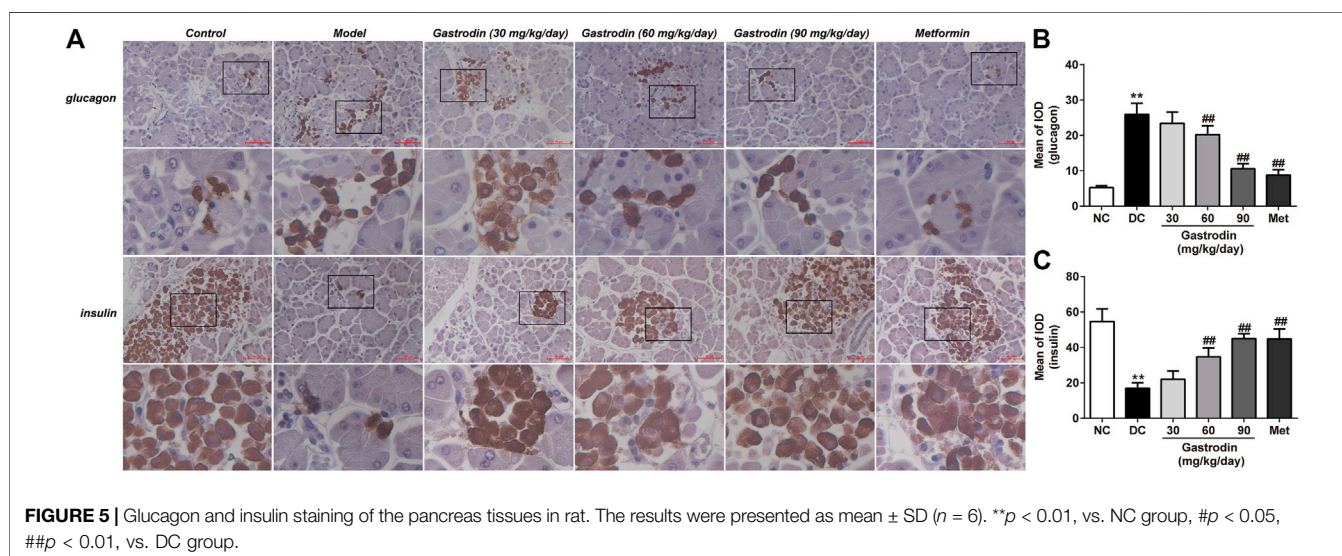 A
Control Model Gastrodin (30 mg/kg/day) Gastrodin (60 mg/kg/day) Gastrodin (90 mg/kg/day) Metformin
glucagon
insulin
B
Mean of IOD
(glucagon)
40
30
20
10
0
**
##
##
##
NC DC 30 60 90 Met
Gastrodin
(mg/kg/day)
C
Mean of IOD
(insulin)
80
60
40
20
0
**
##
##
##
NC DC 30 60 90 Met
Gastrodin
(mg/kg/day)
FIGURE 5 | Glucagon and insulin staining of the pancreas tissues in rat. The results were presented as mean ± SD (n = 6). **p < 0.01, vs. NC group, #p < 0.05,
##p < 0.01, vs. DC group.